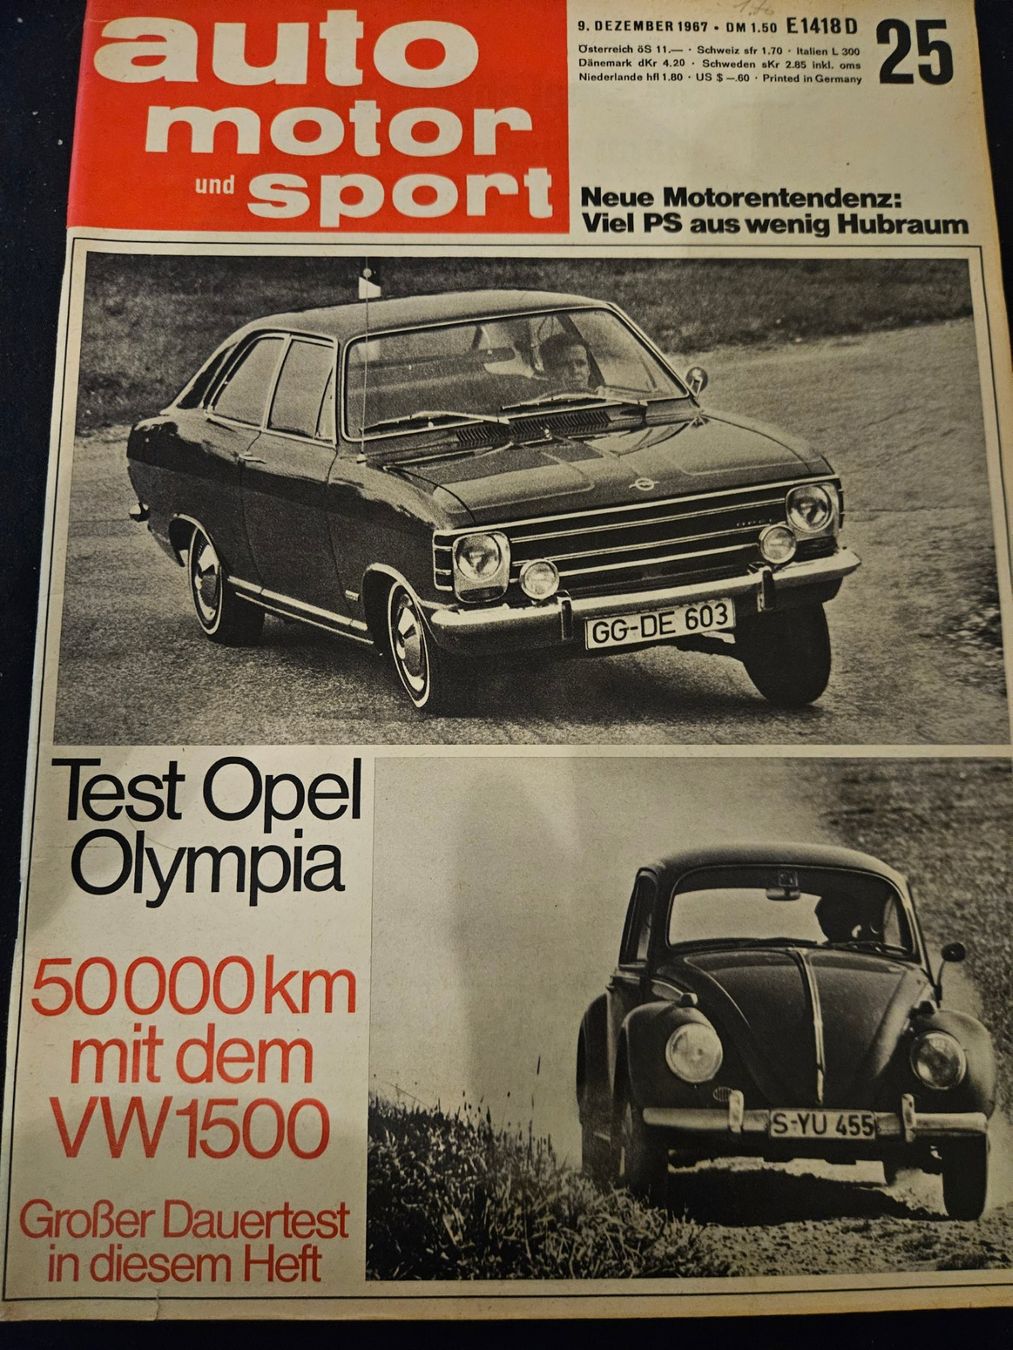 auto
motor
und sport
9. DEZEMBER 1967 • DM 1.50 E 1418 D
Österreich öS 11.— · Schweiz sfr 1.70 · Italien L 300
Dänemark dKr 4.20 · Schweden sKr 2.85 inkl. oms
Niederlande hfl 1.80 · US $ —.60 · Printed in Germany
25
Neue Motorentendenz:
Viel PS aus wenig Hubraum
OPEL
GG-DE 603
Test Opel
Olympia
50000 km
mit dem
VW 1500
Großer Dauertest
in diesem Heft
S-YU 455